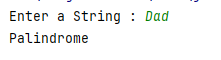 Enter a String : Dad
Palindrome